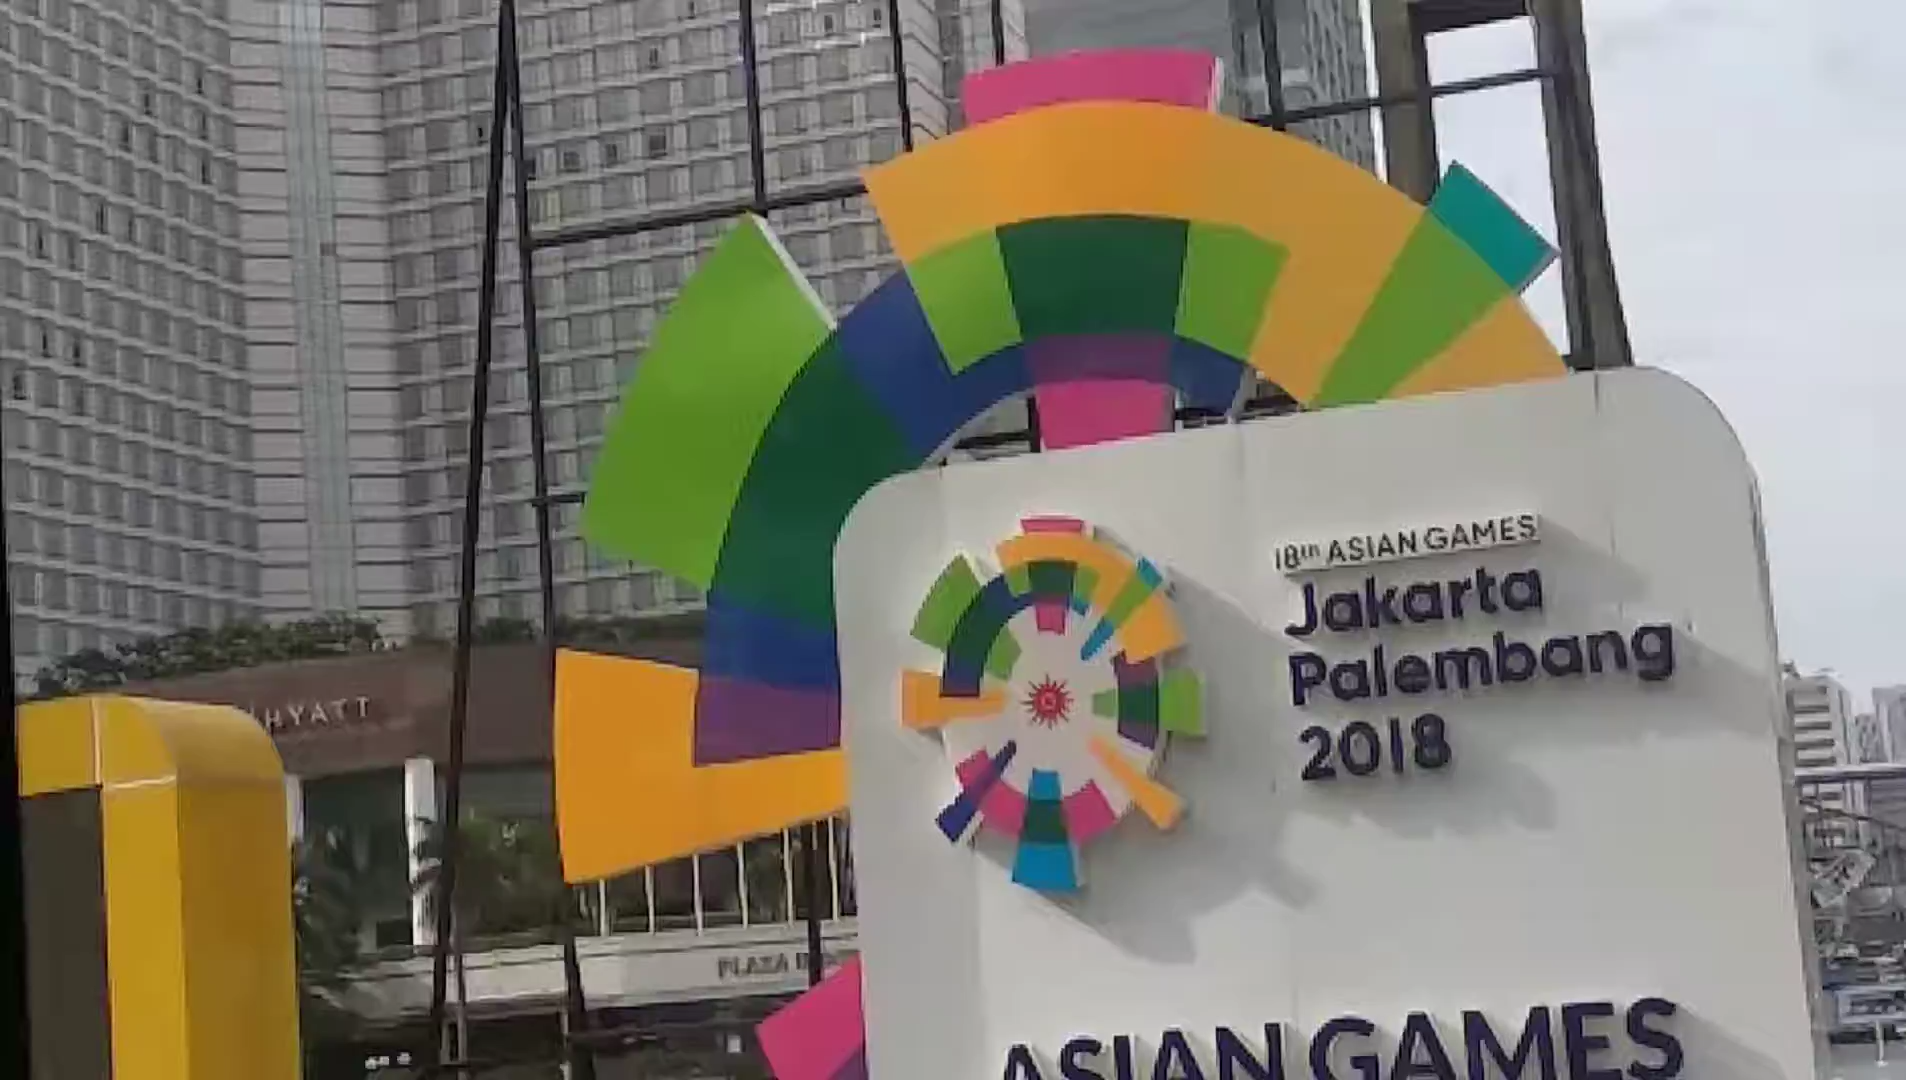 HYATT
18th ASIAN GAMES
Jakarta
Palembang
2018
PLAZA
ASIAN GAMES